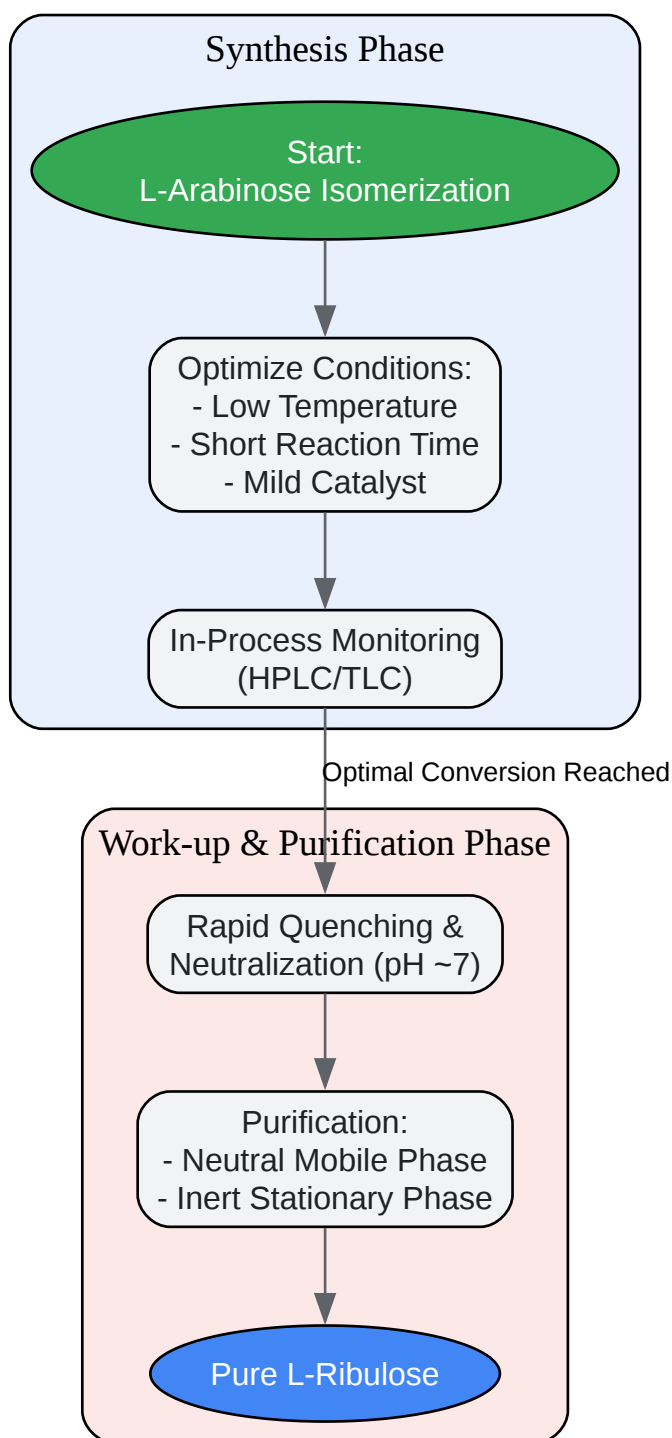 Synthesis Phase
Start:
L-Arabinose Isomerization
Optimize Conditions:
- Low Temperature
- Short Reaction Time
- Mild Catalyst
In-Process Monitoring
(HPLC/TLC)
Optimal Conversion Reached
Work-up & Purification Phase
Rapid Quenching &
Neutralization (pH ~7)
Purification:
- Neutral Mobile Phase
- Inert Stationary Phase
Pure L-Ribulose